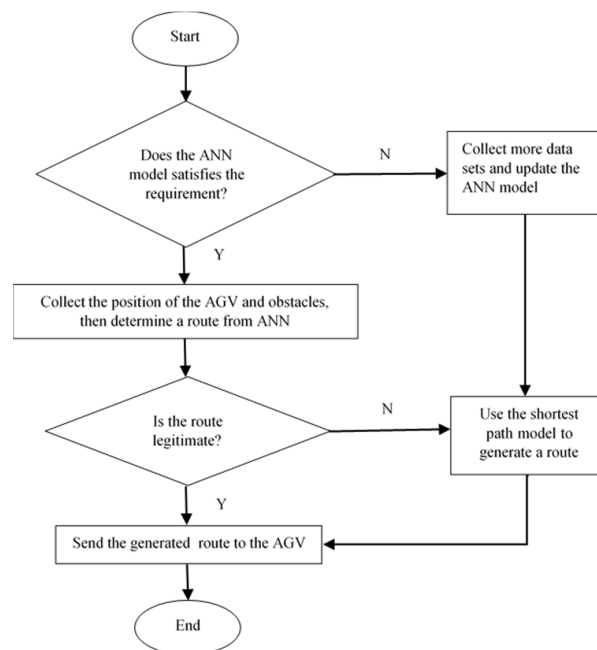 Start
Does the ANN
model satisfies the
requirement?
N
Collect more data
sets and update the
ANN model
Y
Collect the position of the AGV and obstacles,
then determine a route from ANN
Is the route
legitimate?
N
Use the shortest
path model to
generate a route
Y
Send the generated route to the AGV
End